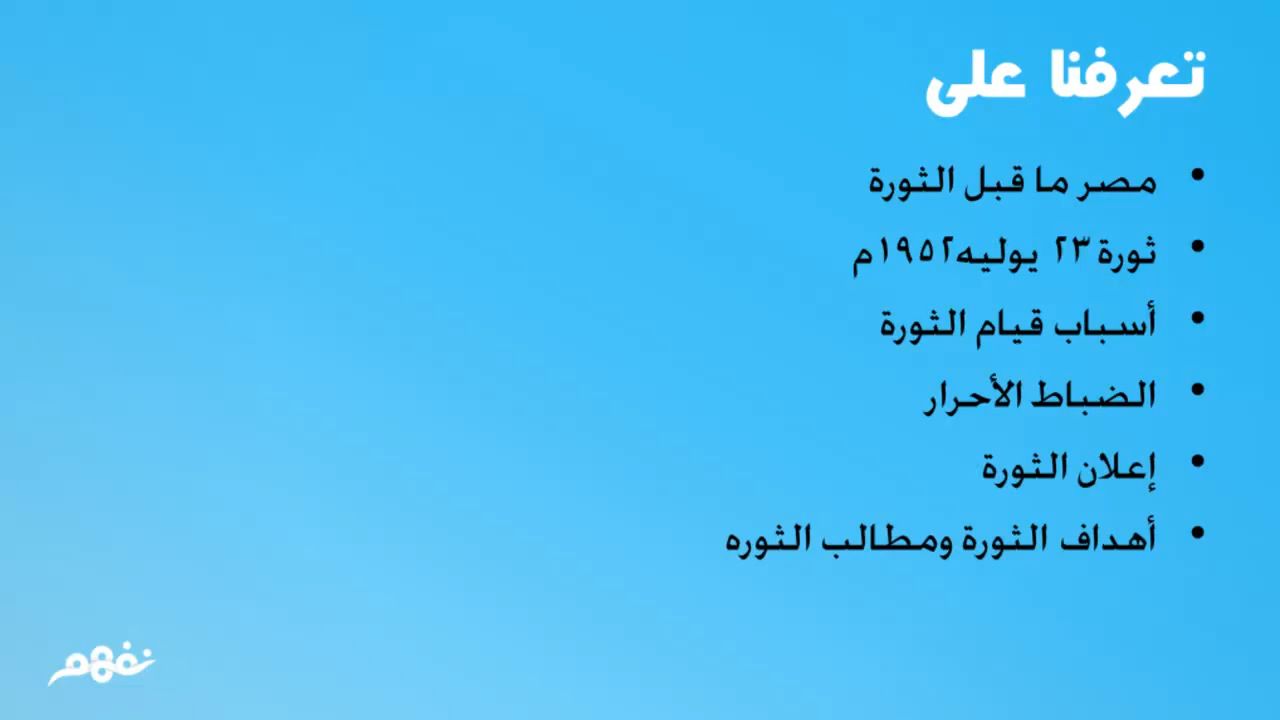 تعرفنا على
• مصر ما قبل الثورة
• ثورة ٢٣ يوليه١٩٥٢م
• أسباب قيام الثورة
• الضباط الأحرار
• إعلان الثورة
• أهداف الثورة ومطالب الثوره
نفهم